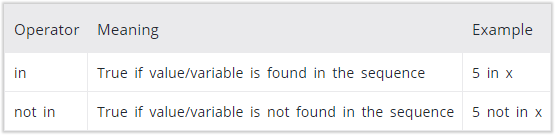 Operator Meaning Example
in True if value/variable is found in the sequence 5 in x
not in True if value/variable is not found in the sequence 5 not in x